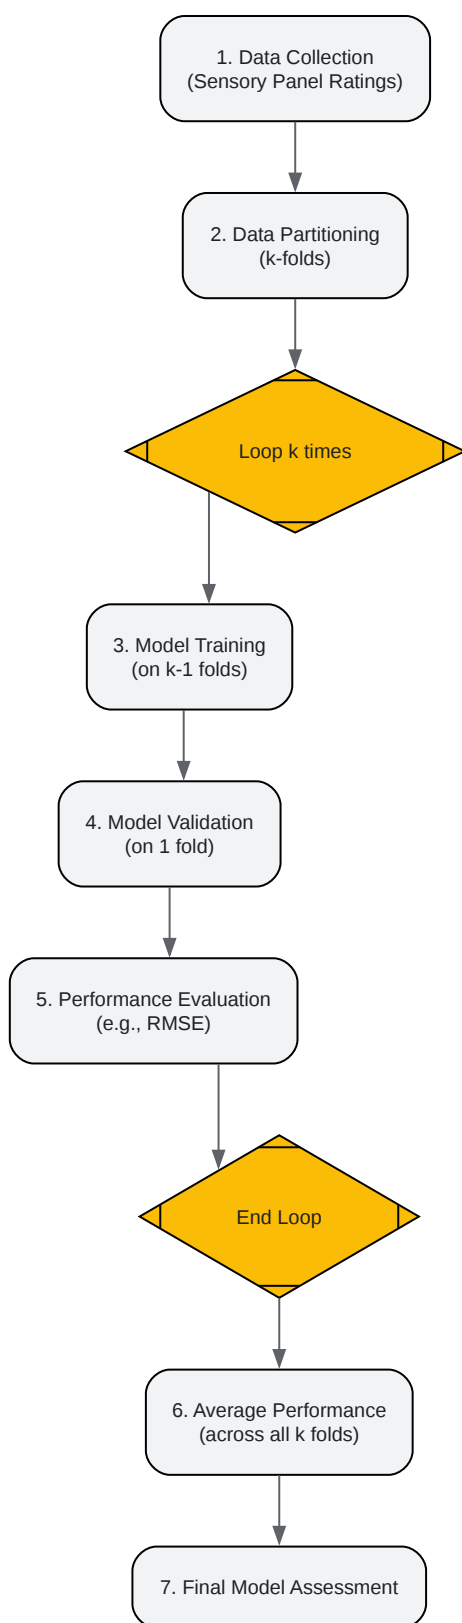 1. Data Collection
(Sensory Panel Ratings)
2. Data Partitioning
(k-folds)
Loop k times
3. Model Training
(on k-1 folds)
4. Model Validation
(on 1 fold)
5. Performance Evaluation
(e.g., RMSE)
End Loop
6. Average Performance
(across all k folds)
7. Final Model Assessment